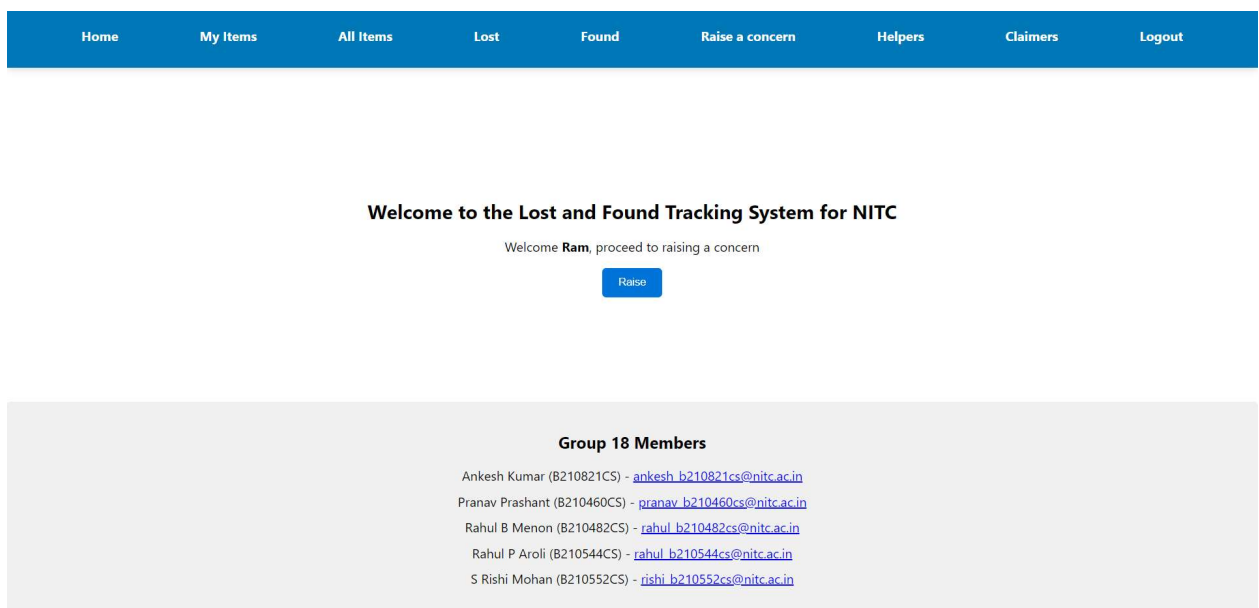 Home My Items All Items Lost Found Raise a concern Helpers Claimers Logout
Welcome to the Lost and Found Tracking System for NITC
Welcome Ram, proceed to raising a concern
Raise
Group 18 Members
Ankesh Kumar (B210821CS) - ankesh_b210821cs@nitc.ac.in
Pranav Prashant (B210460CS) - pranav_b210460cs@nitc.ac.in
Rahul B Menon (B210482CS) - rahul_b210482cs@nitc.ac.in
Rahul P Aroli (B210544CS) - rahul_b210544cs@nitc.ac.in
S Rishi Mohan (B210552CS) - rishi_b210552cs@nitc.ac.in